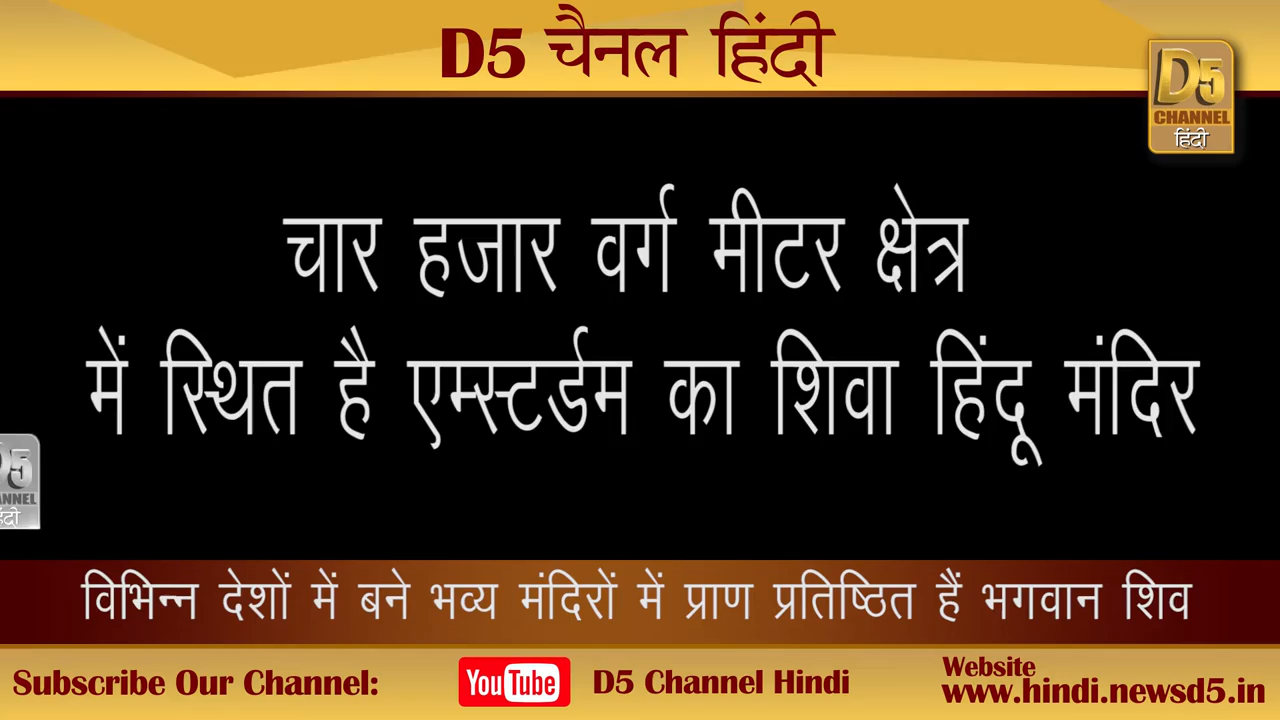 D5 चैनल हिंदी
D5
CHANNEL
हिंदी
चार हजार वर्ग मीटर क्षेत्र
में स्थित है एम्स्टर्डम का शिवा हिंदू मंदिर
विभिन्न देशों में बने भव्य मंदिरों में प्राण प्रतिष्ठित हैं भगवान शिव
Subscribe Our Channel:
YouTube
D5 Channel Hindi
Website
www.hindi.newsd5.in